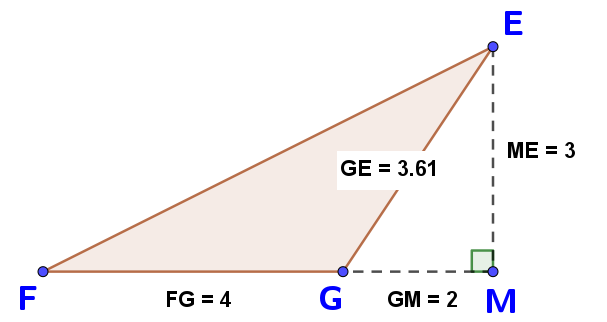 E
GE = 3.61
ME = 3
F
FG = 4
G
GM = 2
M